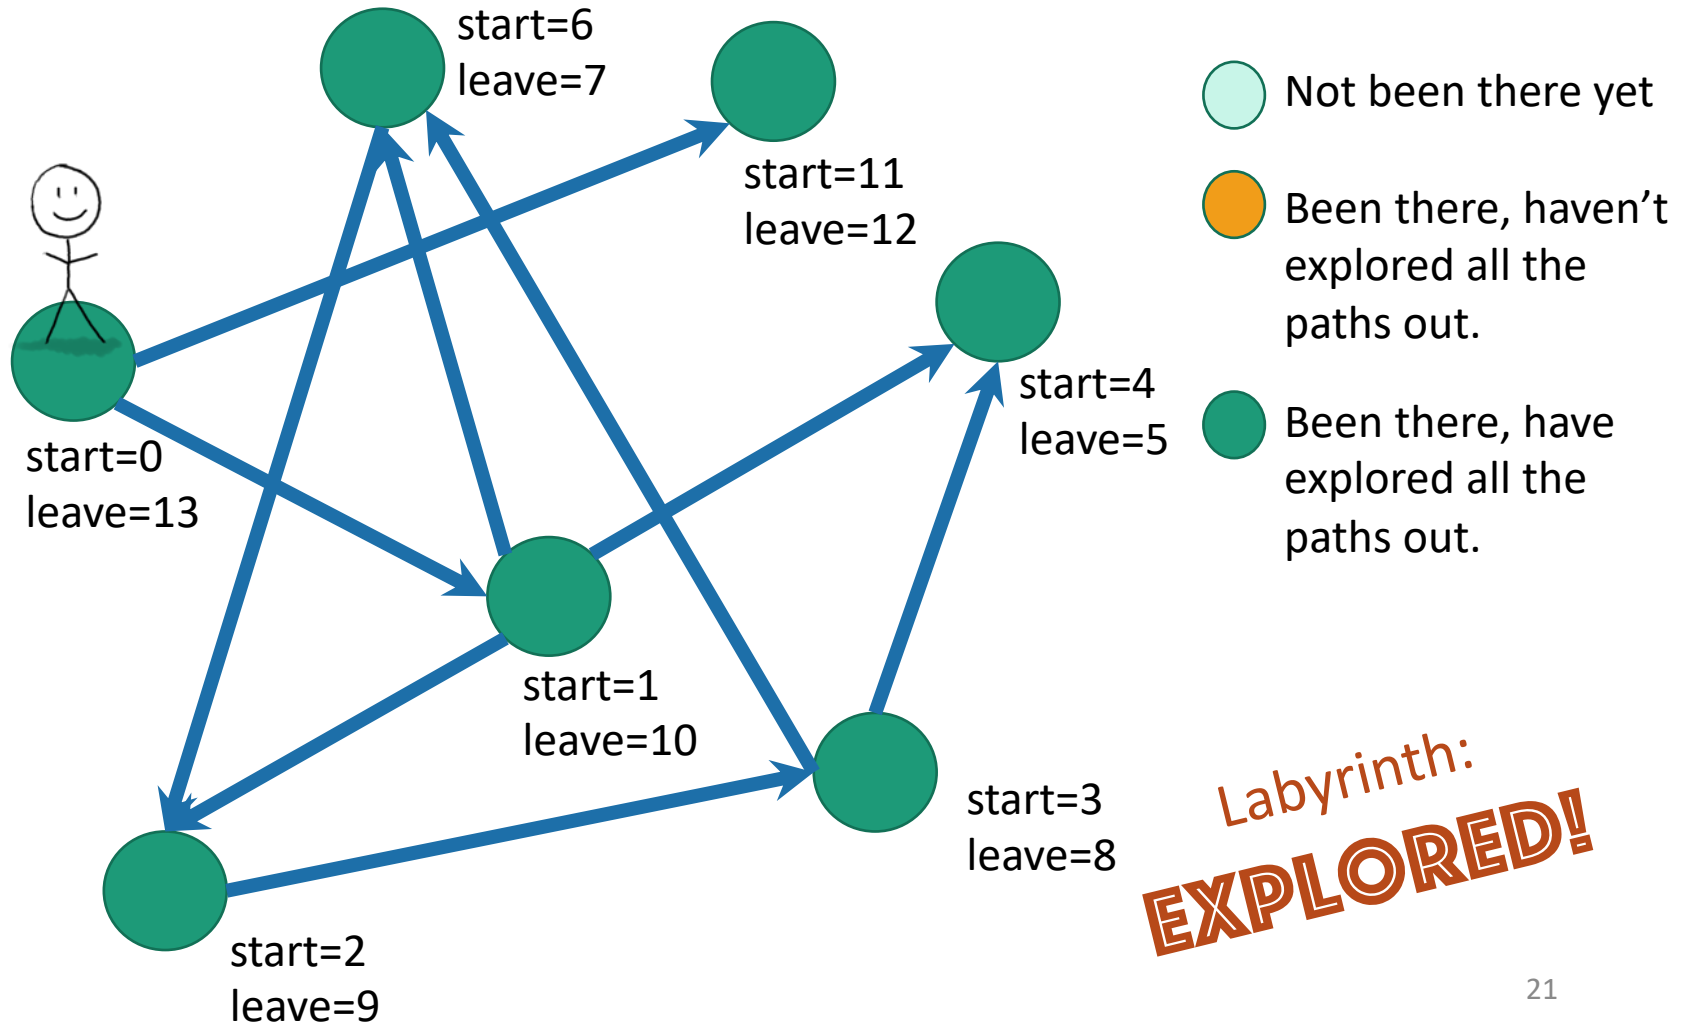 start=6
leave=7
start=11
leave=12
start=4
leave=5
start=0
leave=13
start=1
leave=10
start=3
leave=8
start=2
leave=9
Not been there yet
Been there, haven’t
explored all the
paths out.
Been there, have
explored all the
paths out.
Labyrinth:
EXPLORED!
21